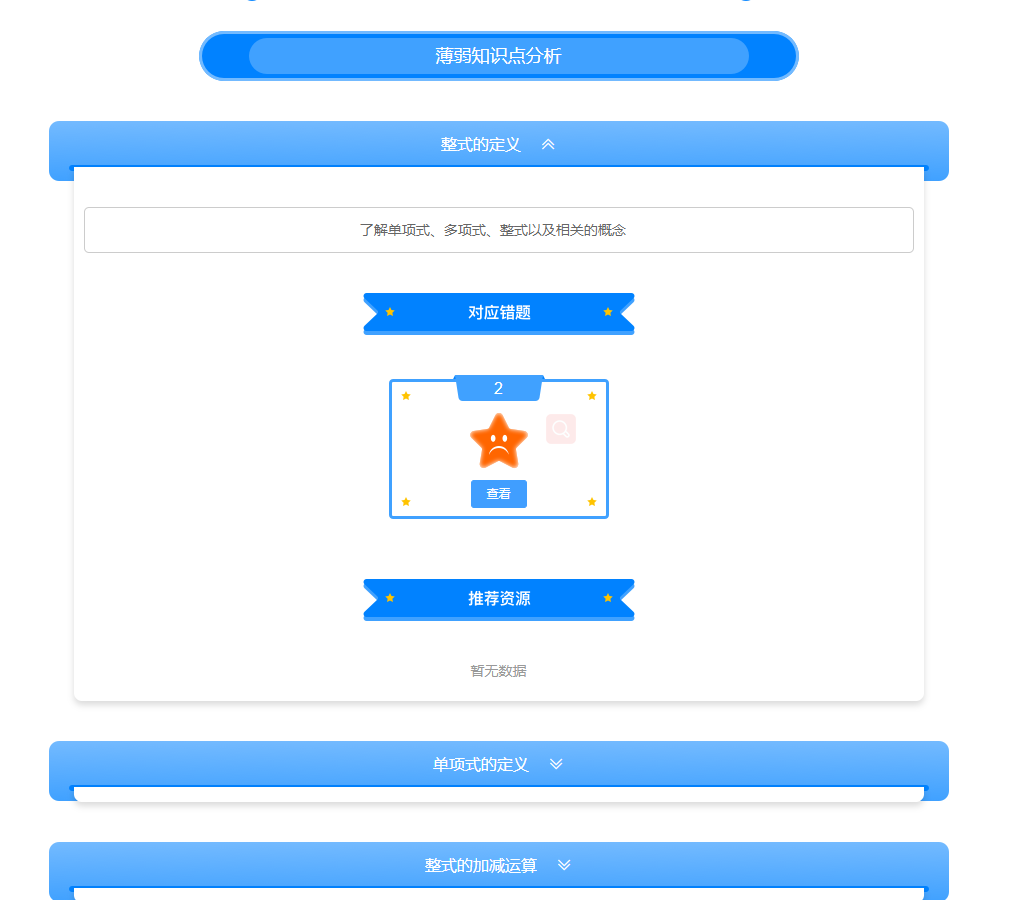 薄弱知识点分析
整式的定义
了解单项式、多项式、整式以及相关的概念
对应错题
2
查看
推荐资源
暂无数据
单项式的定义
整式的加减运算